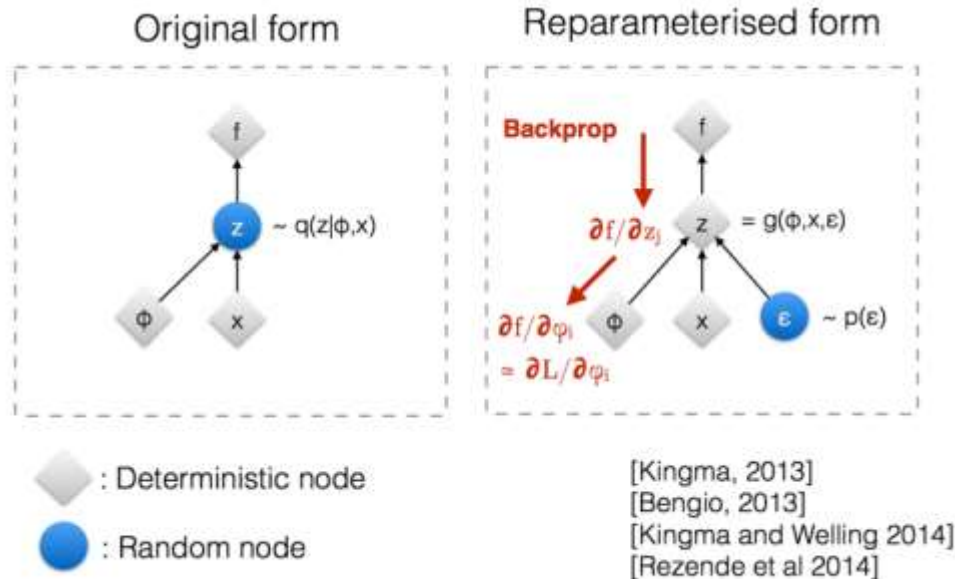 Original form
f
z ~ q(z|ϕ,x)
ϕ x
: Deterministic node
: Random node
Reparameterised form
Backprop
f
∂f/∂zⱼ
z = g(ϕ,x,ε)
∂f/∂φᵢ
= ∂L/∂φᵢ
ϕ x ε ~ p(ε)
[Kingma, 2013]
[Bengio, 2013]
[Kingma and Welling 2014]
[Rezende et al 2014]